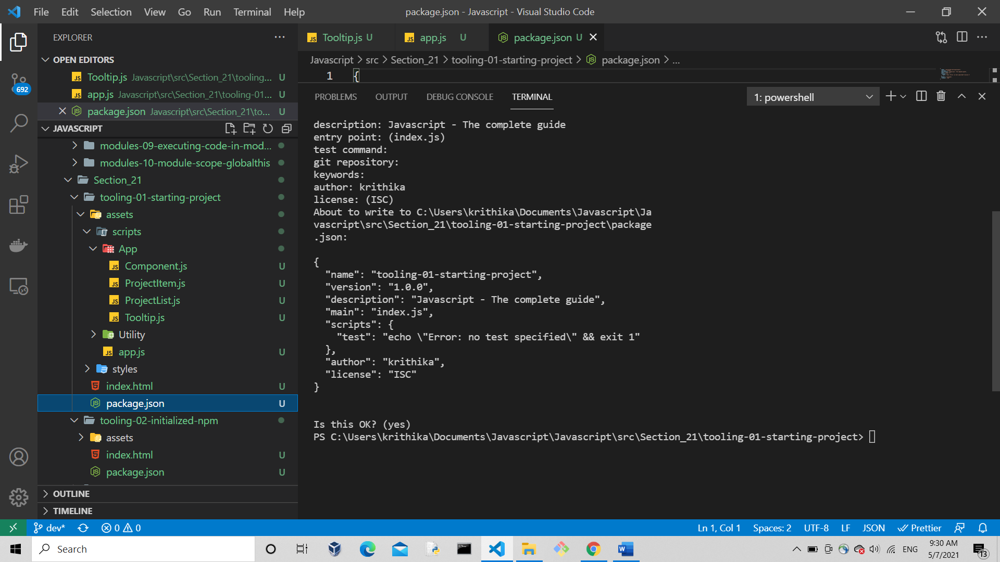 File Edit Selection View Go Run Terminal Help
package.json - Javascript - Visual Studio Code
EXPLORER
Tooltip.js U
app.js U
package.json U
OPEN EDITORS
Tooltip.js Javascript\src\Section_21\tooling... U
app.js Javascript\src\Section_21\tooling-01... U
package.json Javascript\src\Section_21\to... U
JAVASCRIPT
modules-09-executing-code-in-mod...
modules-10-module-scope-globalthis
Section_21
tooling-01-starting-project
assets
scripts
App
Component.js U
ProjectItem.js U
ProjectList.js U
Tooltip.js U
Utility
app.js U
styles
index.html U
package.json U
tooling-02-initialized-npm
assets
index.html U
package.json U
OUTLINE
TIMELINE
692
Javascript > src > Section_21 > tooling-01-starting-project > package.json > ...
1 {
PROBLEMS OUTPUT DEBUG CONSOLE TERMINAL
1: powershell
description: Javascript - The complete guide
entry point: (index.js)
test command:
git repository:
keywords:
author: krithika
license: (ISC)
About to write to C:\Users\krithika\Documents\Javascript\Ja
vascript\src\Section_21\tooling-01-starting-project\package
.json:
{
"name": "tooling-01-starting-project",
"version": "1.0.0",
"description": "Javascript - The complete guide",
"main": "index.js",
"scripts": {
"test": "echo \"Error: no test specified\" && exit 1"
},
"author": "krithika",
"license": "ISC"
}
Is this OK? (yes)
PS C:\Users\krithika\Documents\Javascript\Javascript\src\Section_21\tooling-01-starting-project>
dev* 0 0
Ln 1, Col 1 Spaces: 2 UTF-8 LF JSON Prettier
Search
ENG
9:30 AM
5/7/2021
13